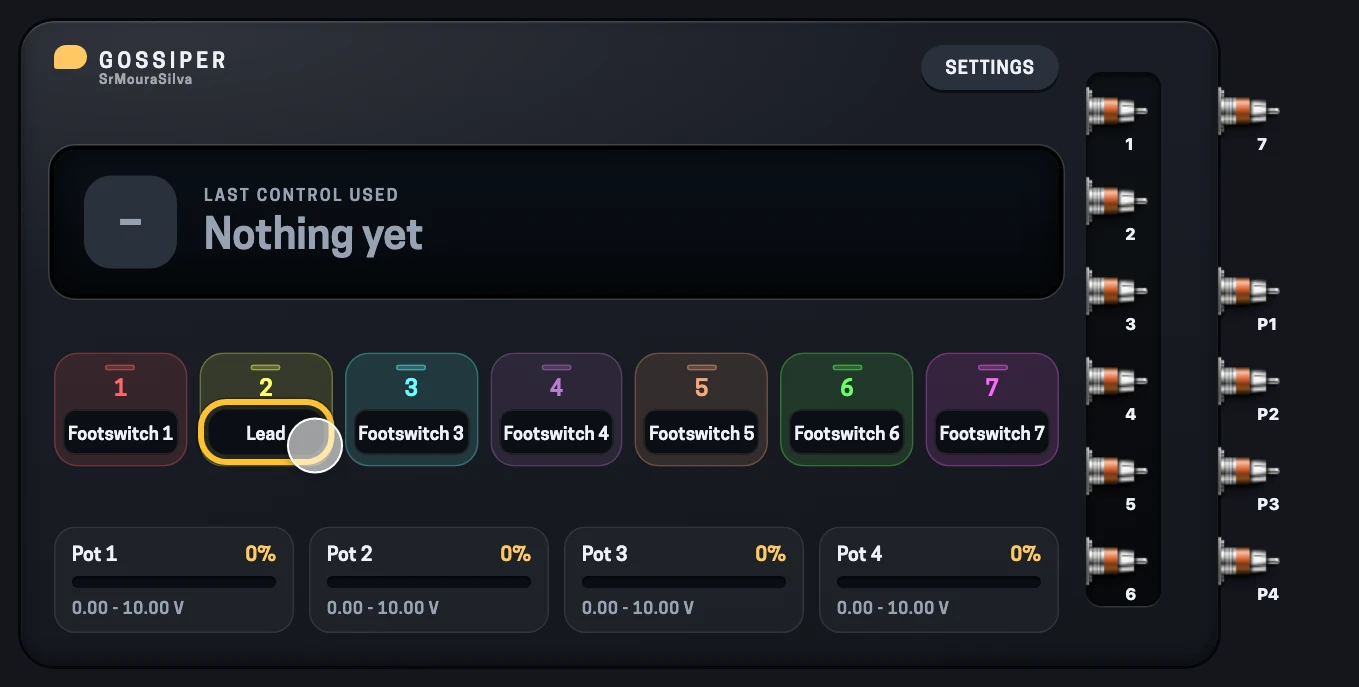 GOSSIPER
SrMouraSilva
SETTINGS
LAST CONTROL USED
Nothing yet
1
2
3
4
5
6
7
Footswitch 1
Lead
Footswitch 3
Footswitch 4
Footswitch 5
Footswitch 6
Footswitch 7
Pot 1
0%
0.00 - 10.00 V
Pot 2
0%
0.00 - 10.00 V
Pot 3
0%
0.00 - 10.00 V
Pot 4
0%
0.00 - 10.00 V
1
2
3
4
5
6
7
P1
P2
P3
P4